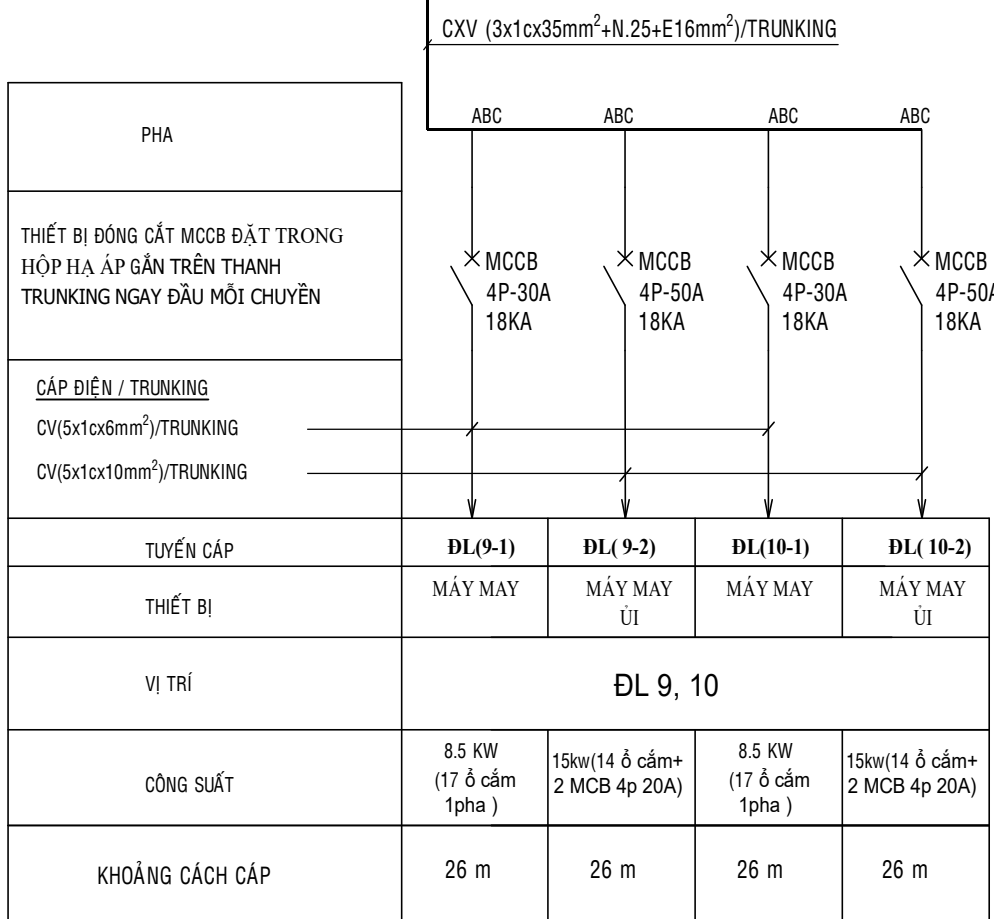 CXV (3x1cx35mm²+N.25+E16mm²)/TRUNKING
PHA
ABC ABC ABC ABC
THIẾT BỊ ĐÓNG CẮT MCCB ĐẶT TRONG
HỘP HẠ ÁP GẮN TRÊN THANH
TRUNKING NGAY ĐẦU MỖI CHUYỀN
MCCB MCCB MCCB MCCB
4P-30A 4P-50A 4P-30A 4P-50A
18KA 18KA 18KA 18KA
CÁP ĐIỆN / TRUNKING
CV(5x1cx6mm²)/TRUNKING
CV(5x1cx10mm²)/TRUNKING
TUYẾN CÁP ĐL(9-1) ĐL( 9-2) ĐL(10-1) ĐL( 10-2)
THIẾT BỊ MÁY MAY MÁY MAY MÁY MAY MÁY MAY
ỦI ỦI
VỊ TRÍ ĐL 9, 10
CÔNG SUẤT
8.5 KW
(17 ổ cắm
1pha )
15kw(14 ổ cắm+
2 MCB 4p 20A)
8.5 KW
(17 ổ cắm
1pha )
15kw(14 ổ cắm+
2 MCB 4p 20A)
KHOẢNG CÁCH CÁP 26 m 26 m 26 m 26 m